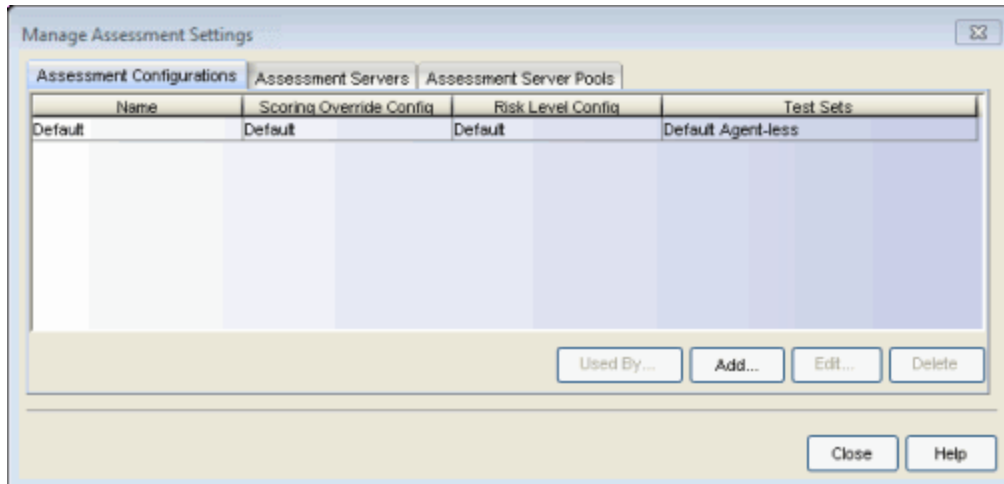 Manage Assessment Settings
Assessment Configurations Assessment Servers Assessment Server Pools
Name Scoring Override Config Risk Level Config Test Sets
Default Default Default Default Agent-less
Used By... Add... Edit... Delete
Close Help